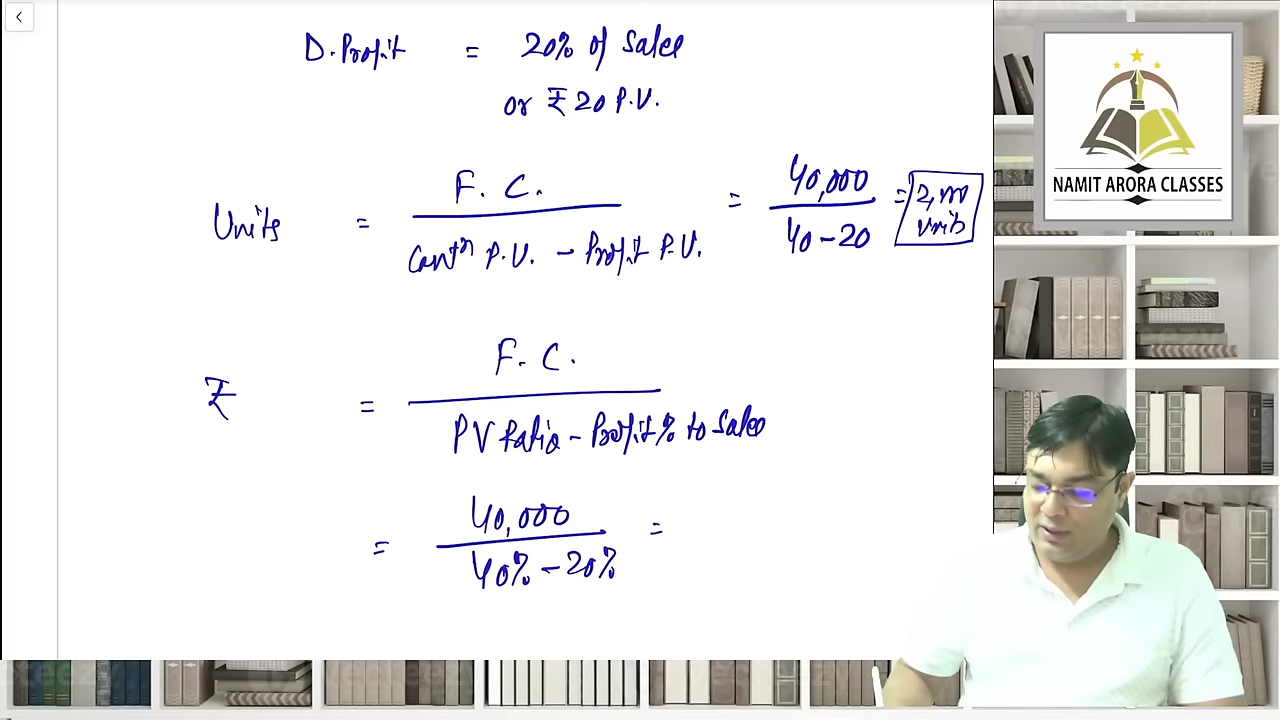 D. Profit = 20% of Sales
or ₹ 20 P.V.
Units = F. C. / Contn P.V. - Profit P.V. = 40,000 / 40-20 = 2,000 Units
₹ = F. C. / PV Ratio - Profit % to Sales
= 40,000 / 40% - 20% =
NAMIT ARORA CLASSES